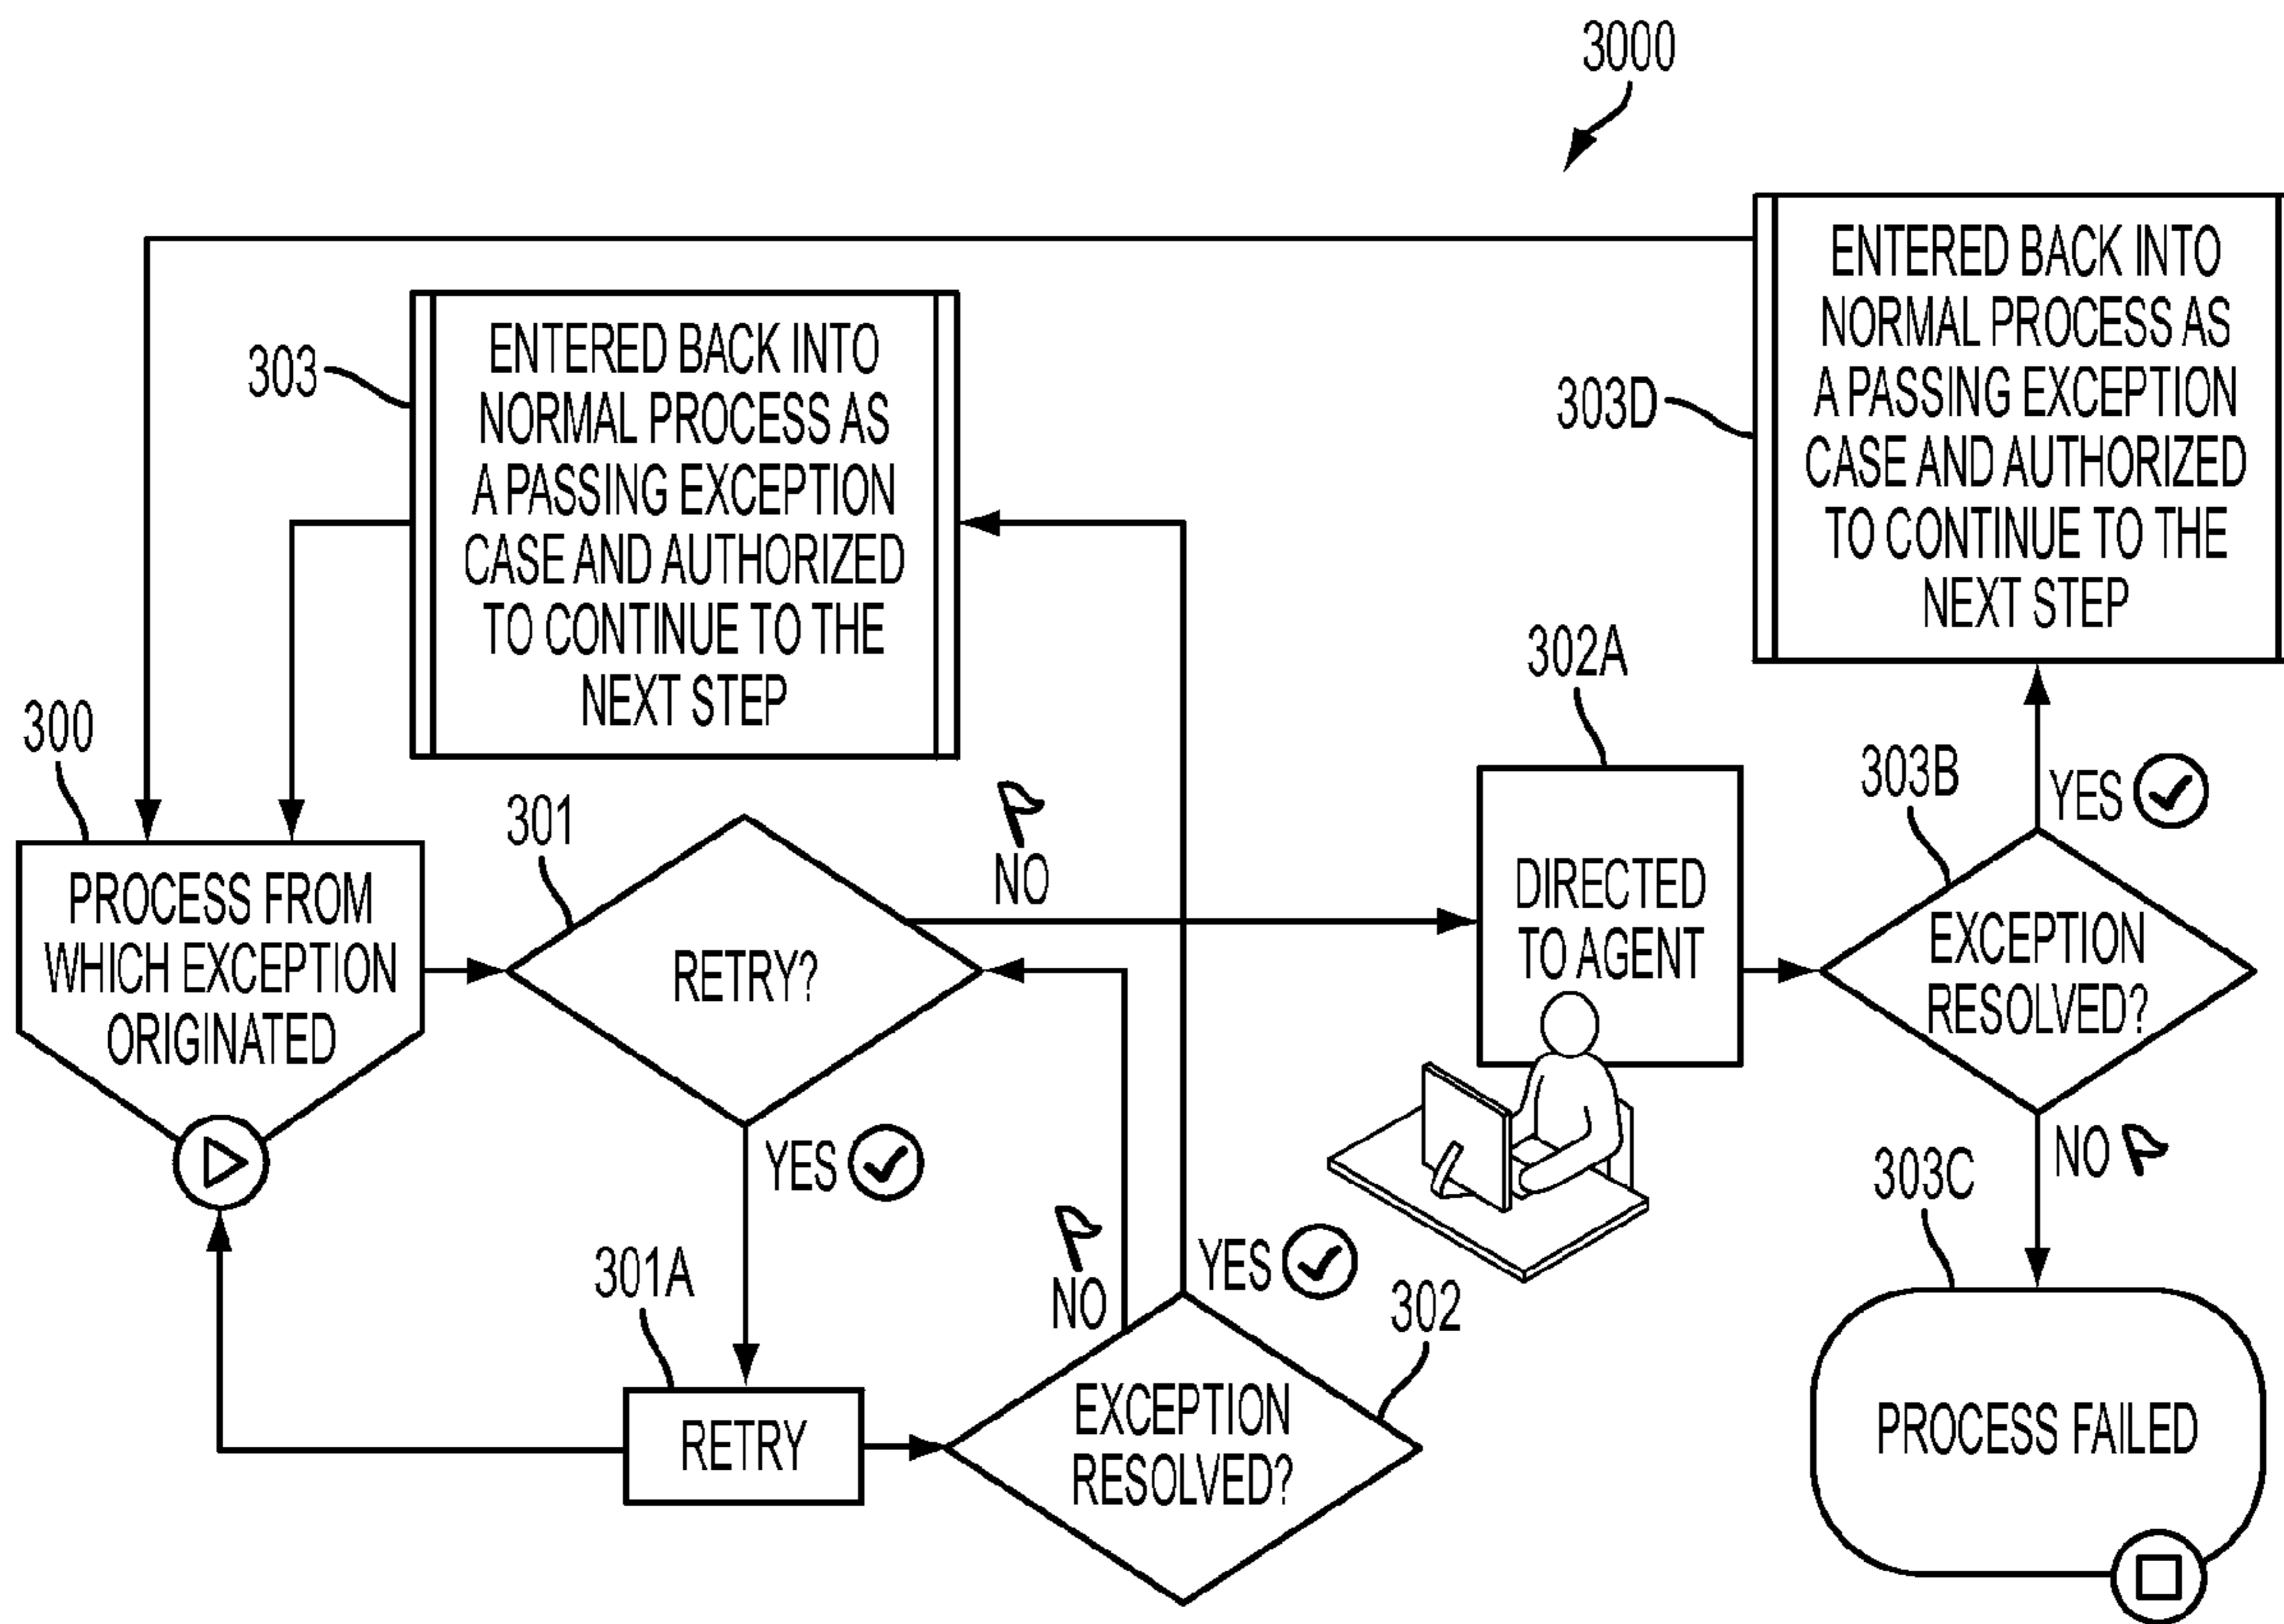 3000
303
ENTERED BACK INTO
NORMAL PROCESS AS
A PASSING EXCEPTION
CASE AND AUTHORIZED
TO CONTINUE TO THE
NEXT STEP
303D
ENTERED BACK INTO
NORMAL PROCESS AS
A PASSING EXCEPTION
CASE AND AUTHORIZED
TO CONTINUE TO THE
NEXT STEP
300
PROCESS FROM
WHICH EXCEPTION
ORIGINATED
301
RETRY?
NO
YES
302A
DIRECTED
TO AGENT
303B
YES
EXCEPTION
RESOLVED?
NO
301A
RETRY
NO
YES
302
EXCEPTION
RESOLVED?
303C
PROCESS FAILED